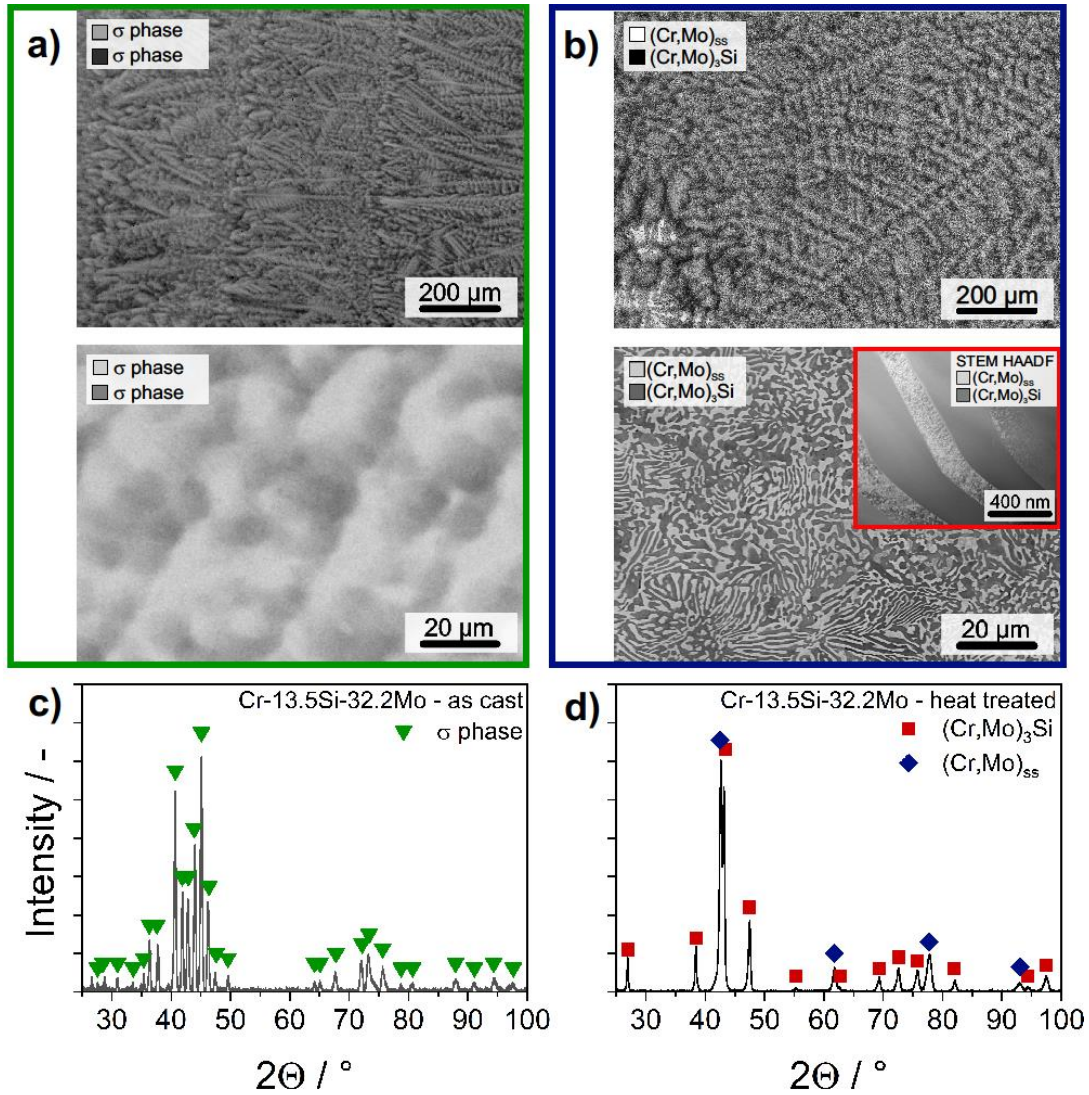 a)
σ phase
σ phase
200 µm
σ phase
σ phase
20 µm
b)
(Cr,Mo)ss
(Cr,Mo)₃Si
200 µm
(Cr,Mo)ss
(Cr,Mo)₃Si
STEM HAADF
(Cr,Mo)ss
(Cr,Mo)₃Si
400 nm
20 µm
c)
Cr-13.5Si-32.2Mo - as cast
σ phase
Intensity / -
30 40 50 60 70 80 90 100
2Θ / °
d)
Cr-13.5Si-32.2Mo - heat treated
(Cr,Mo)₃Si
(Cr,Mo)ss
30 40 50 60 70 80 90 100
2Θ / °